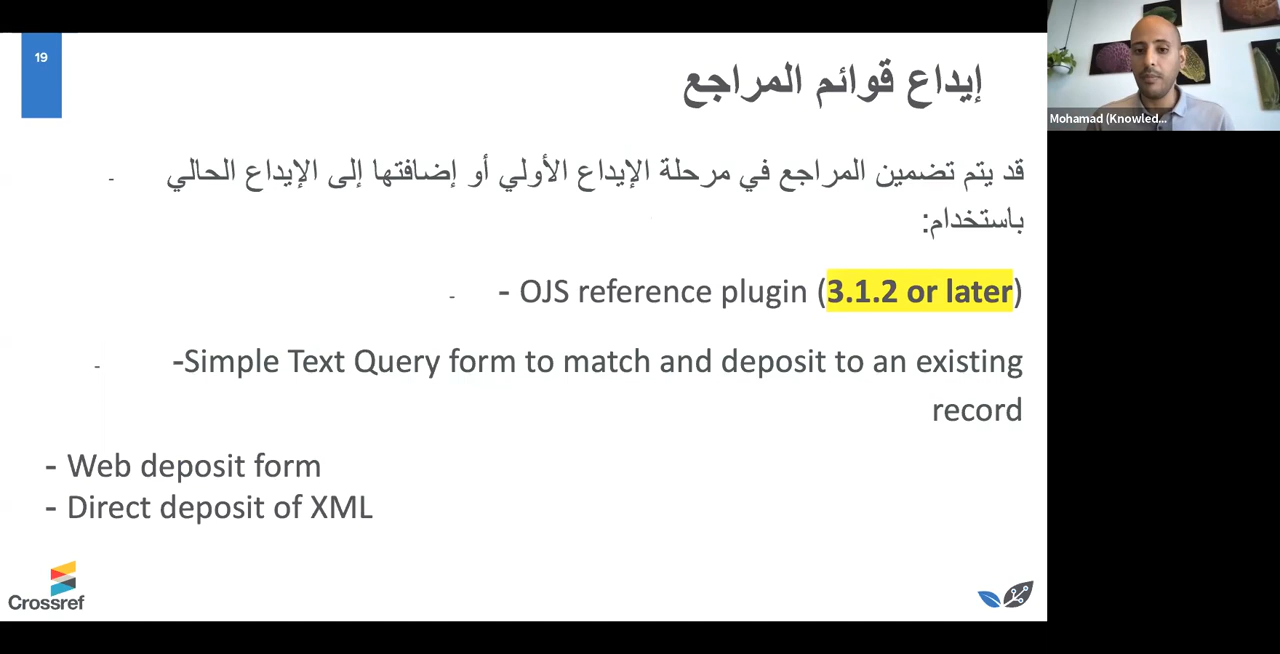 19
إيداع قوائم المراجع
قد يتم تضمين المراجع في مرحلة الإيداع الأولي أو إضافتها إلى الإيداع الحالي
باستخدام:
- OJS reference plugin (3.1.2 or later)
-Simple Text Query form to match and deposit to an existing
record
- Web deposit form
- Direct deposit of XML
Crossref
Mohamad (Knowled...